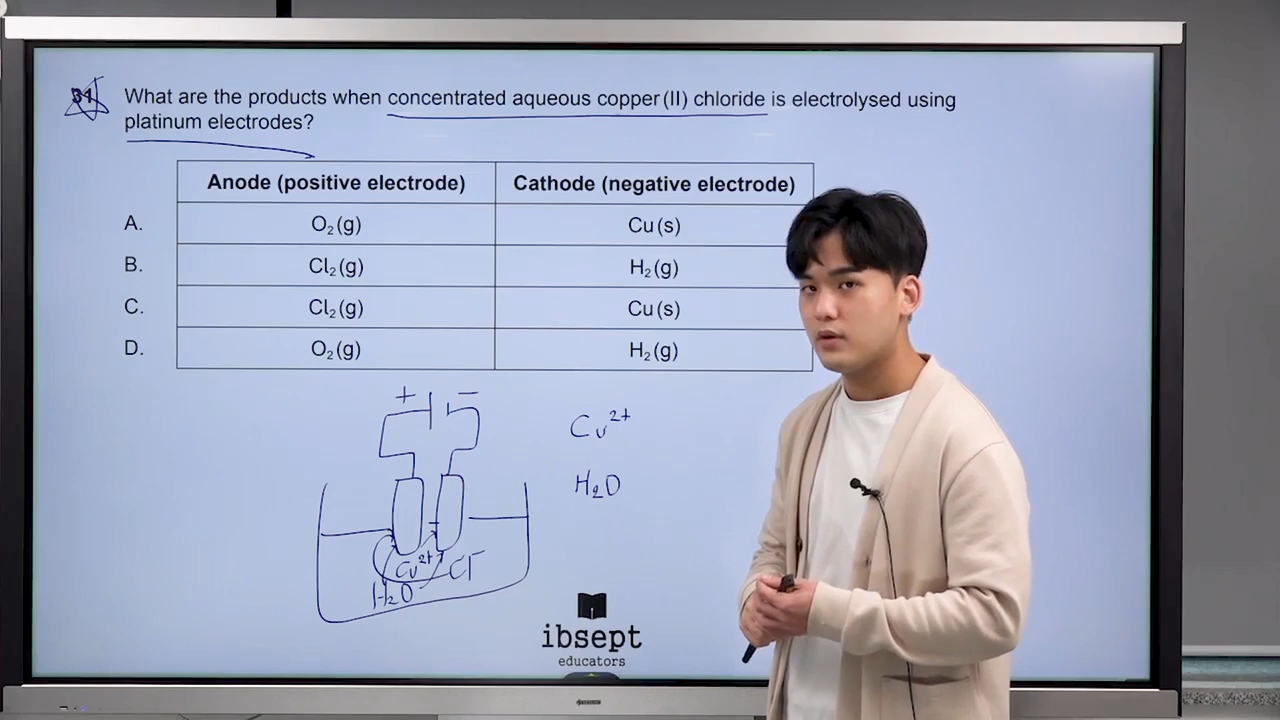 31
What are the products when concentrated aqueous copper (II) chloride is electrolysed using
platinum electrodes?
Anode (positive electrode) Cathode (negative electrode)
A. O₂(g) Cu(s)
B. Cl₂(g) H₂(g)
C. Cl₂(g) Cu(s)
D. O₂(g) H₂(g)
+ −
Cu²⁺
H₂O
Cu²⁺ Cl⁻
H₂O
ibsept
educators